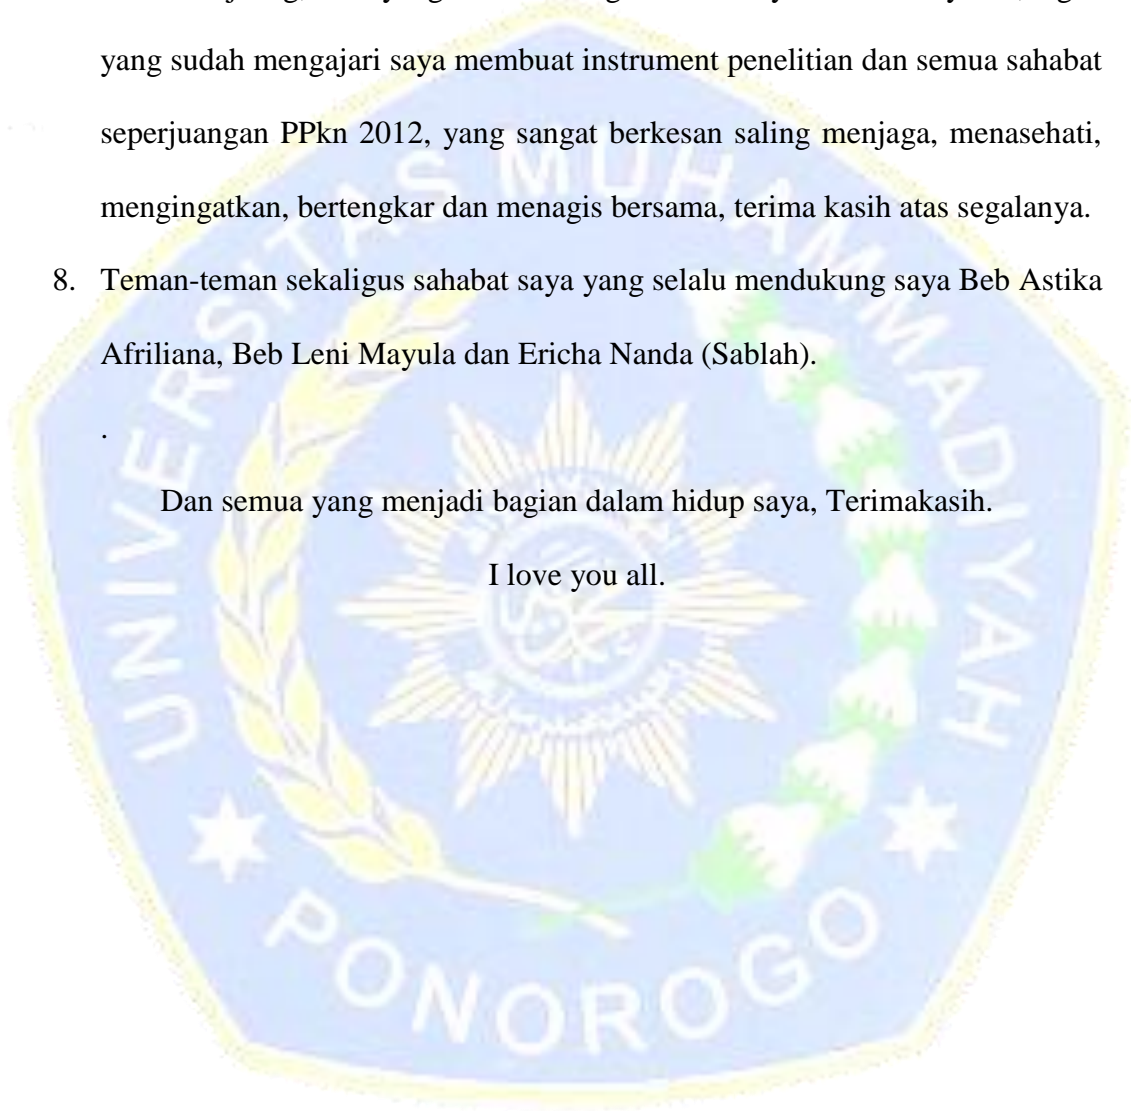 yang sudah mengajari saya membuat instrument penelitian dan semua sahabat
seperjuangan PPkn 2012, yang sangat berkesan saling menjaga, menasehati,
mengingatkan, bertengkar dan menagis bersama, terima kasih atas segalanya.
8. Teman-teman sekaligus sahabat saya yang selalu mendukung saya Beb Astika
Afriliana, Beb Leni Mayula dan Ericha Nanda (Sablah).
.
Dan semua yang menjadi bagian dalam hidup saya, Terimakasih.
I love you all.
UNIVERSITAS MUHAMMADIYAH
PONOROGO